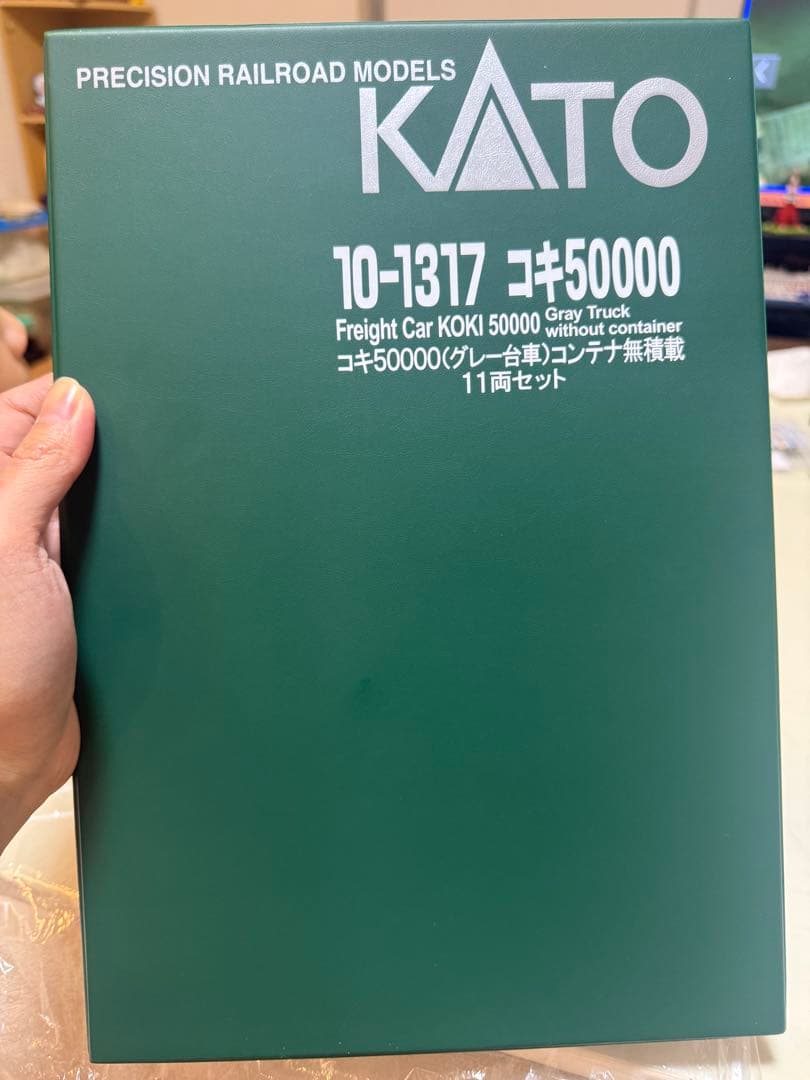 PRECISION RAILROAD MODELS
KATO
10-1317 コキ50000
Freight Car KOKI 50000 Gray Truck without container
コキ50000(グレー台車)コンテナ無積載
11両セット